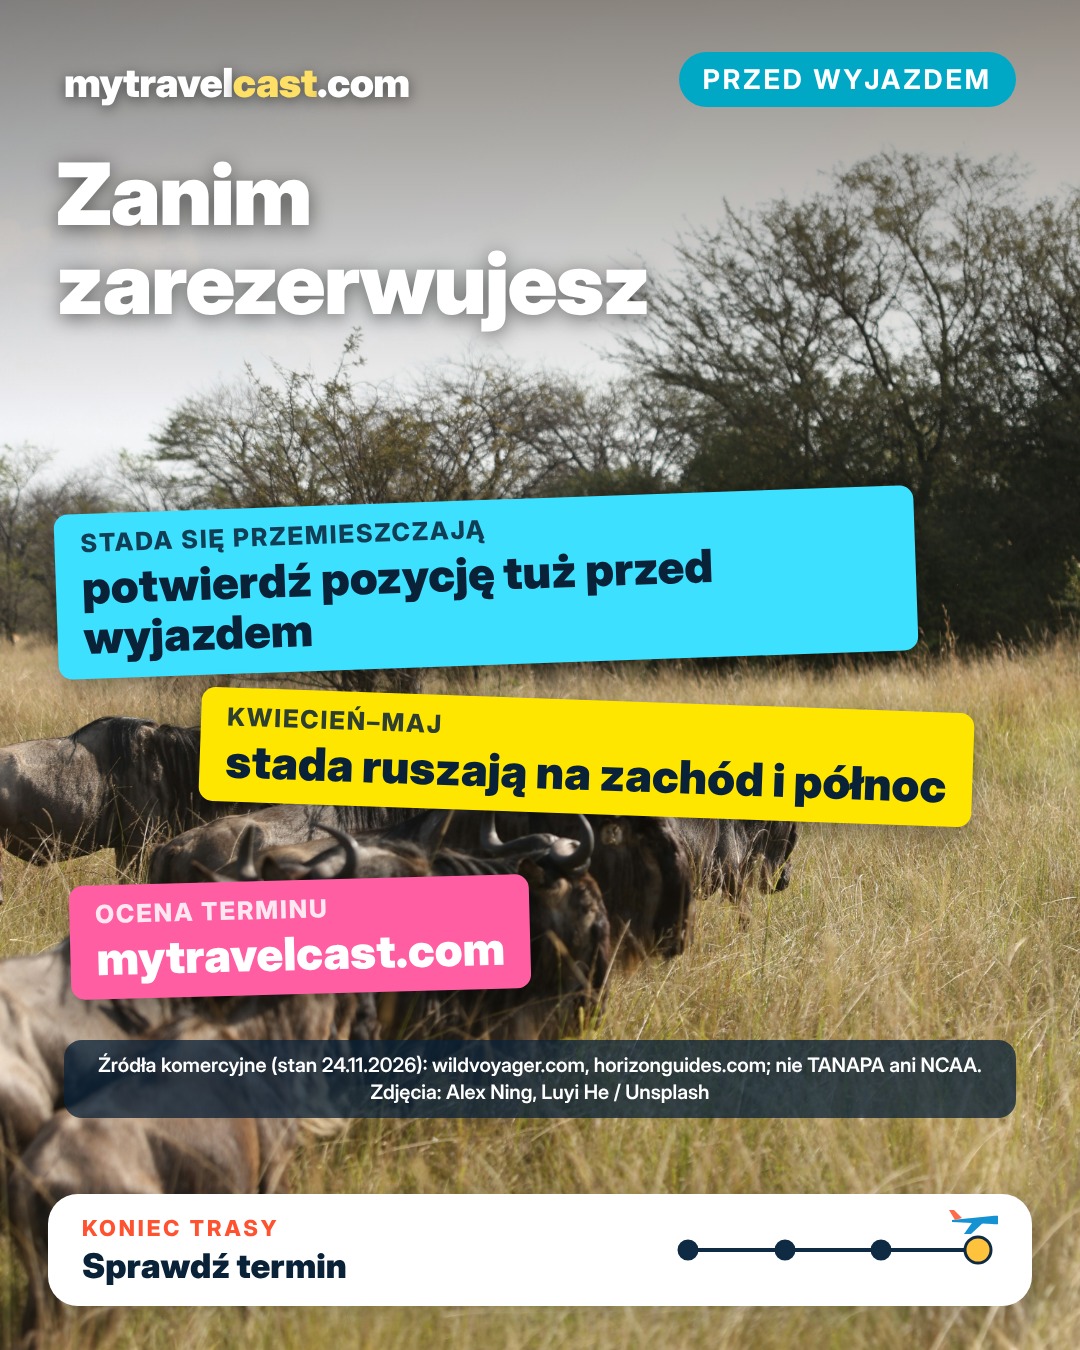 mytravelcast.com
PRZED WYJAZDEM
Zanim
zarezerwujesz
STADA SIĘ PRZEMIESZCZAJĄ
potwierdź pozycję tuż przed
wyjazdem
KWIECIEŃ–MAJ
stada ruszają na zachód i północ
OCENA TERMINU
mytravelcast.com
Źródła komercyjne (stan 24.11.2026): wildvoyager.com, horizonguides.com; nie TANAPA ani NCAA.
Zdjęcia: Alex Ning, Luyi He / Unsplash
KONIEC TRASY
Sprawdź termin